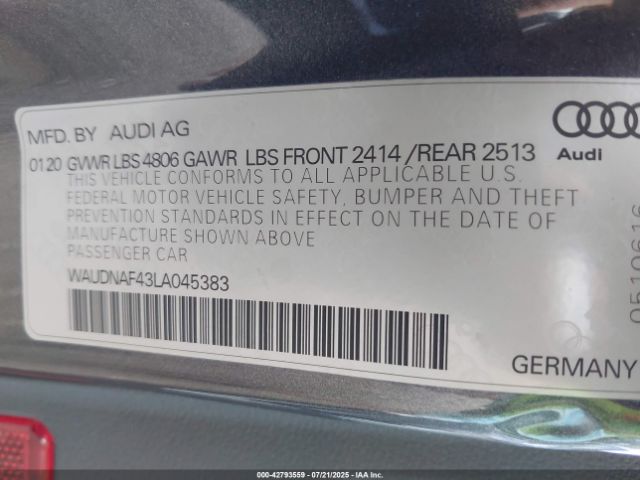 MFD. BY AUDI AG
0120 GVWR LBS 4806 GAWR LBS FRONT 2414 /REAR 2513
THIS VEHICLE CONFORMS TO ALL APPLICABLE U.S.
FEDERAL MOTOR VEHICLE SAFETY, BUMPER AND THEFT
PREVENTION STANDARDS IN EFFECT ON THE DATE OF
MANUFACTURE SHOWN ABOVE
PASSENGER CAR
WAUDNAF43LA045383
Audi
0510616
GERMANY
000-42793559 | 07/21/2025 | IAA, Inc.